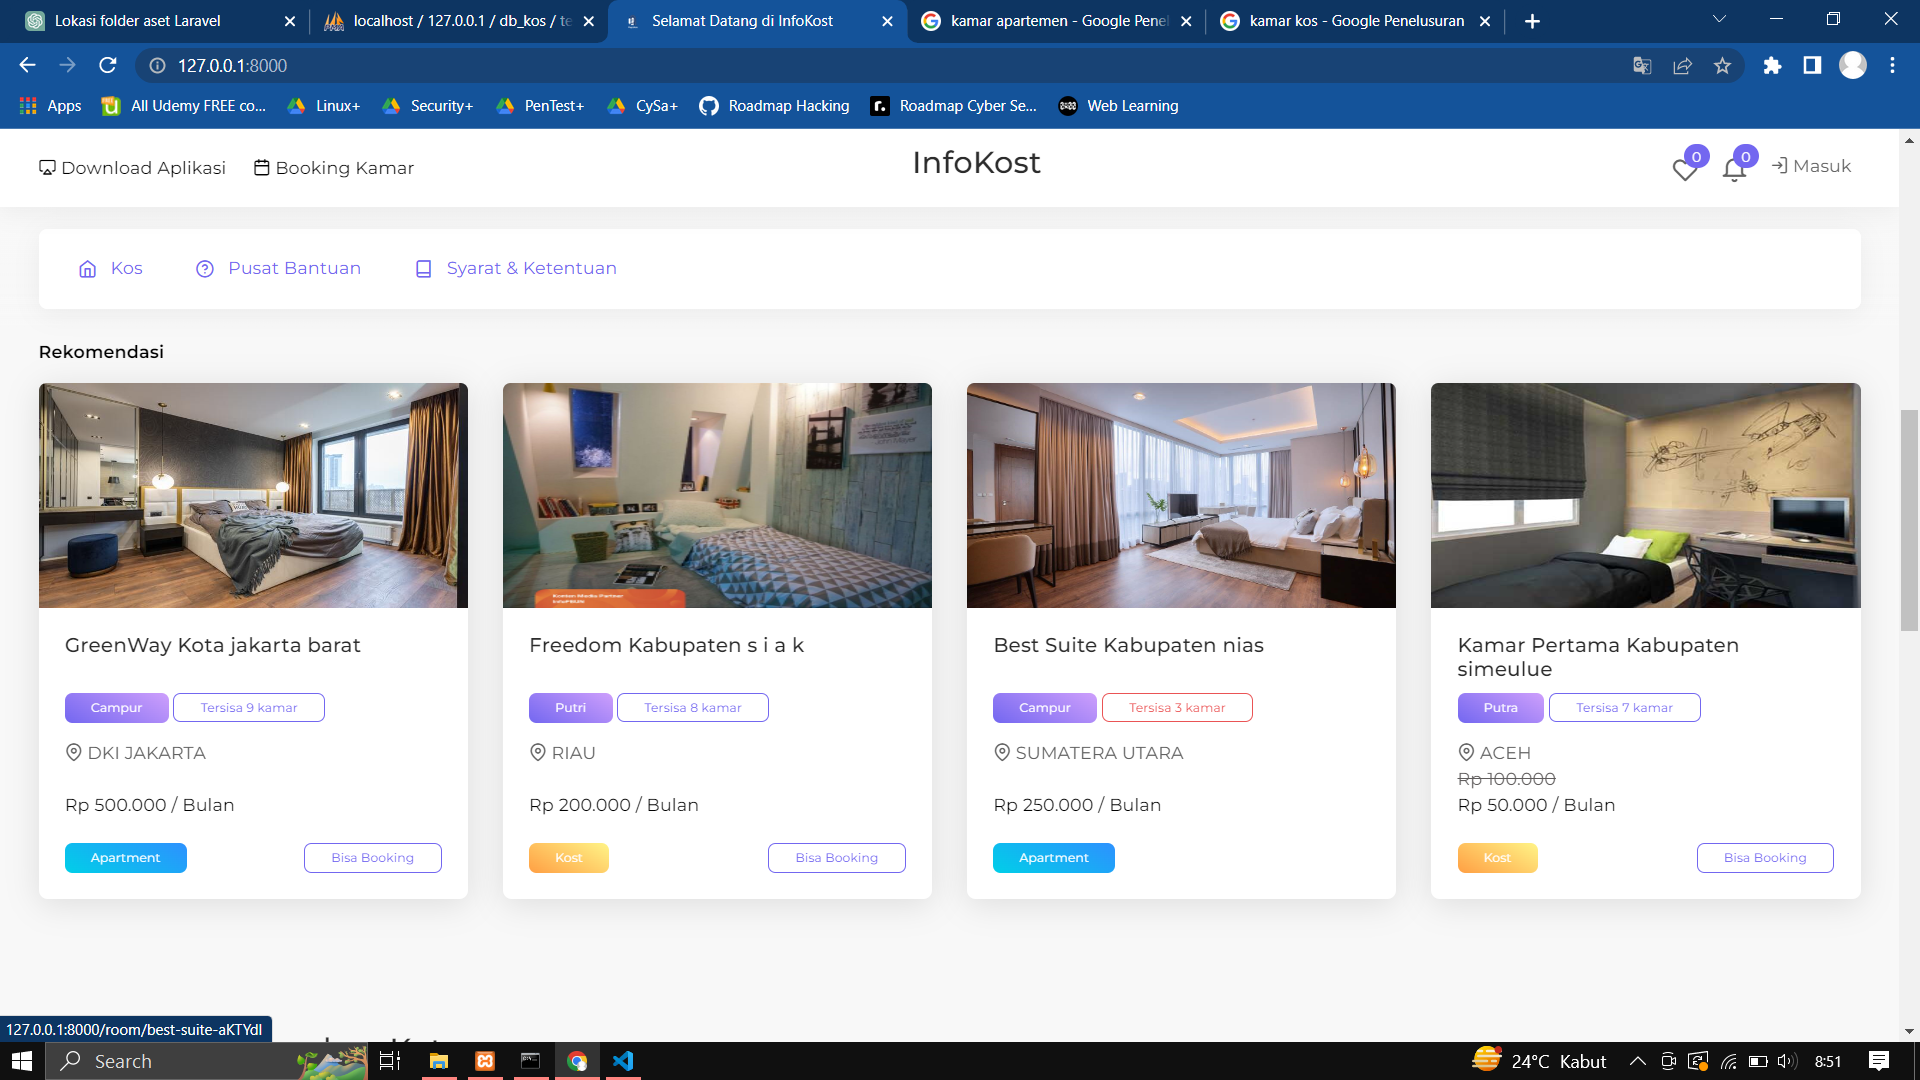 Lokasi folder aset Laravel
localhost / 127.0.0.1 / db_kos / te
Selamat Datang di InfoKost
kamar apartemen - Google Penel
kamar kos - Google Penelusuran
127.0.0.1:8000
Apps
All Udemy FREE co...
Linux+
Security+
PenTest+
CySa+
Roadmap Hacking
Roadmap Cyber Se...
Web Learning
Download Aplikasi
Booking Kamar
InfoKost
0
0
Masuk
Kos
Pusat Bantuan
Syarat & Ketentuan
Rekomendasi
GreenWay Kota jakarta barat
Campur
Tersisa 9 kamar
DKI JAKARTA
Rp 500.000 / Bulan
Apartment
Bisa Booking
Freedom Kabupaten s i a k
Putri
Tersisa 8 kamar
RIAU
Rp 200.000 / Bulan
Kost
Bisa Booking
Best Suite Kabupaten nias
Campur
Tersisa 3 kamar
SUMATERA UTARA
Rp 250.000 / Bulan
Apartment
Kamar Pertama Kabupaten
simeulue
Putra
Tersisa 7 kamar
ACEH
Rp 100.000
Rp 50.000 / Bulan
Kost
Bisa Booking
127.0.0.1:8000/room/best-suite-aKTYdl
Search
24°C Kabut
8:51